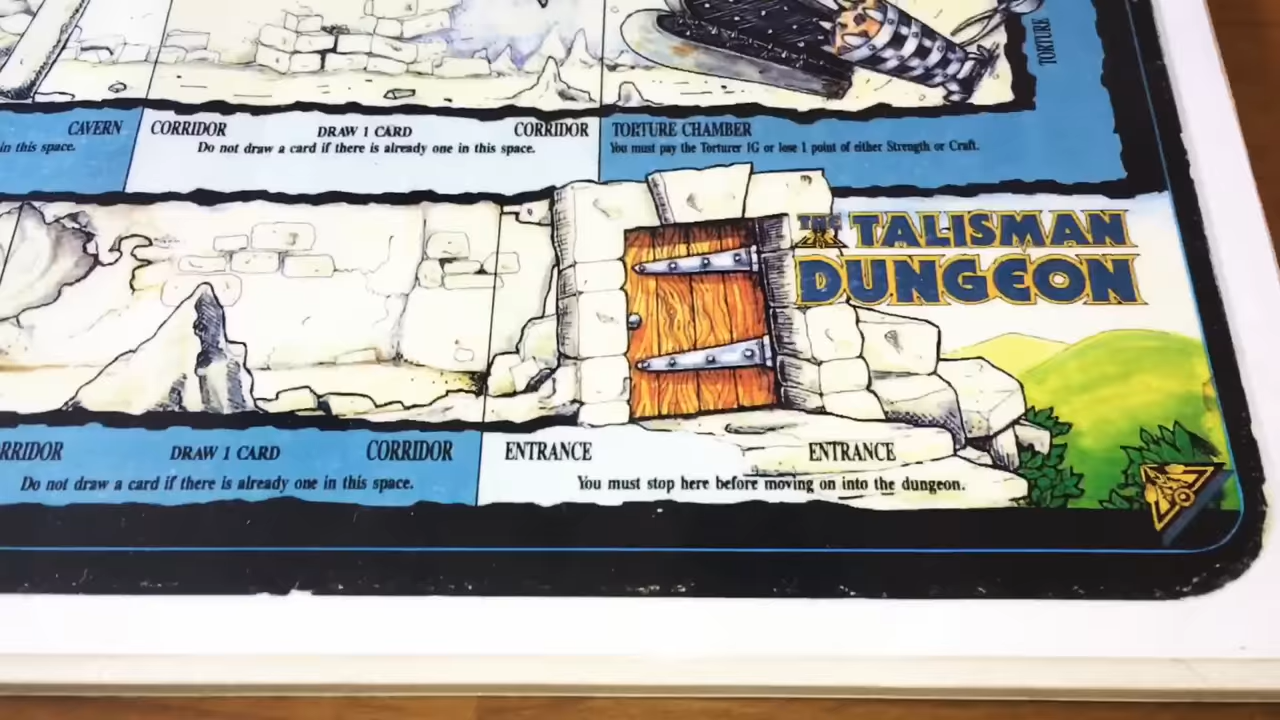 TORTURE
CAVERN
in this space.
CORRIDOR DRAW 1 CARD CORRIDOR
Do not draw a card if there is already one in this space.
TORTURE CHAMBER
You must pay the Torturer 1G or lose 1 point of either Strength or Craft.
THE TALISMAN
DUNGEON
RRIDOR DRAW 1 CARD CORRIDOR
Do not draw a card if there is already one in this space.
ENTRANCE ENTRANCE
You must stop here before moving on into the dungeon.